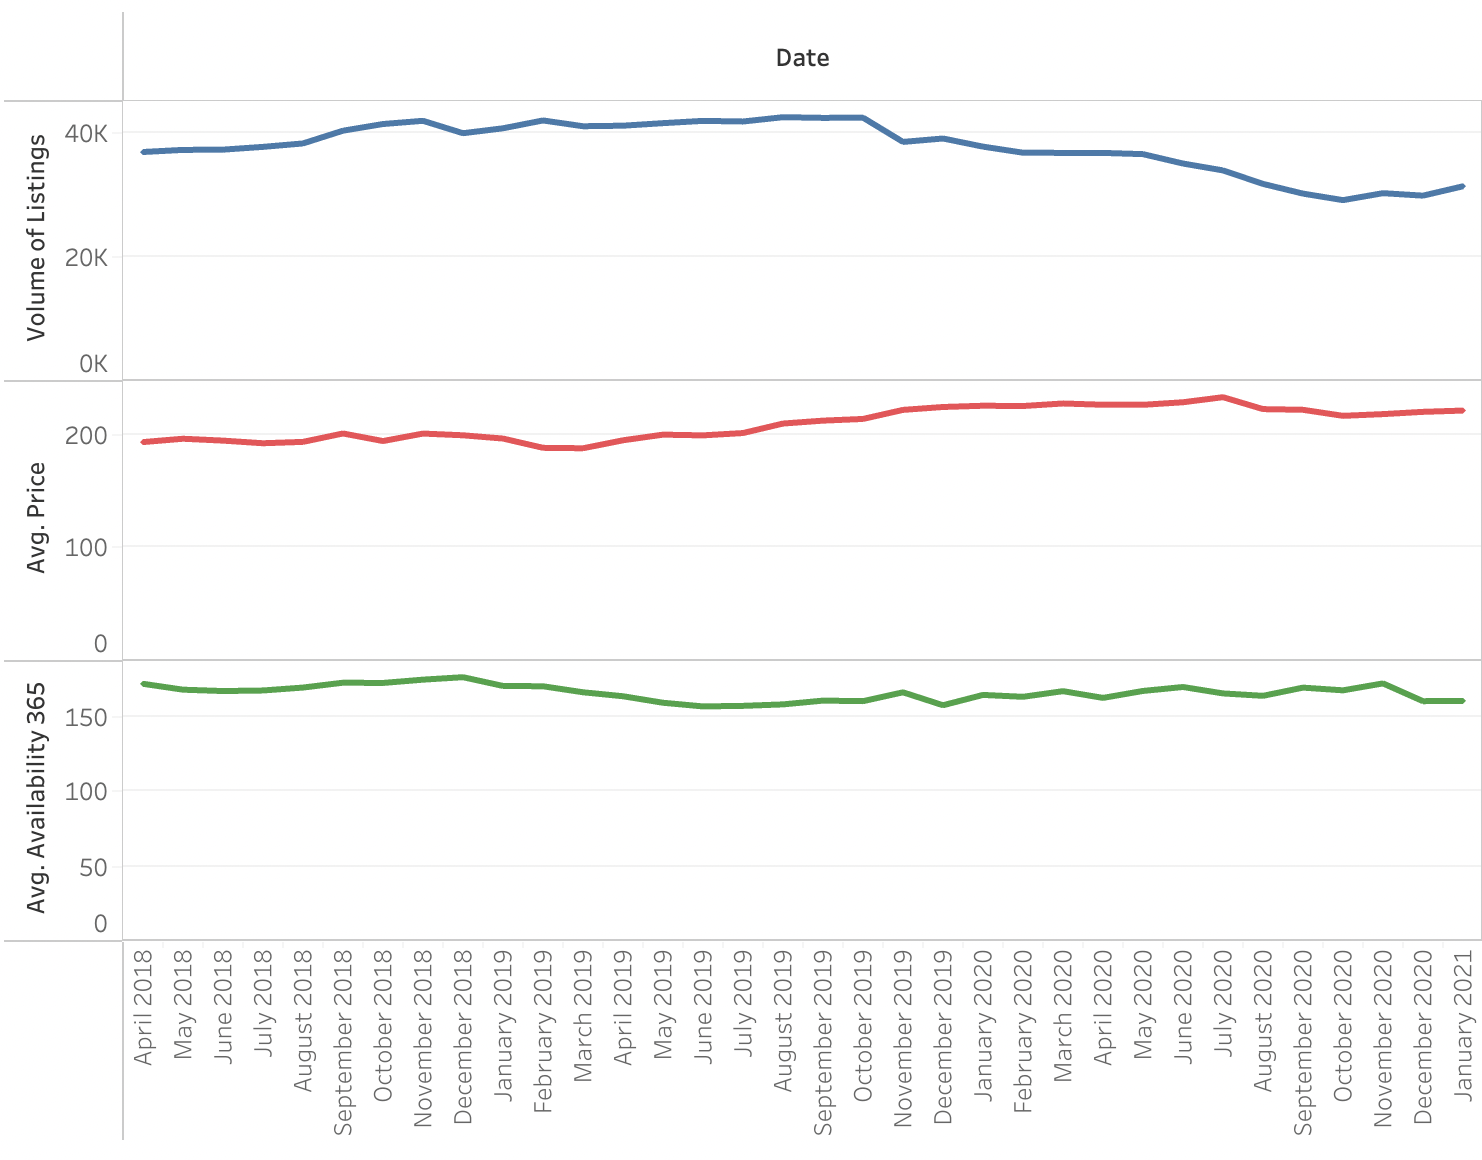 Date
Volume of Listings
40K
20K
0K
Avg. Price
200
100
0
Avg. Availability 365
150
100
50
0
April 2018
May 2018
June 2018
July 2018
August 2018
September 2018
October 2018
November 2018
December 2018
January 2019
February 2019
March 2019
April 2019
May 2019
June 2019
July 2019
August 2019
September 2019
October 2019
November 2019
December 2019
January 2020
February 2020
March 2020
April 2020
May 2020
June 2020
July 2020
August 2020
September 2020
October 2020
November 2020
December 2020
January 2021